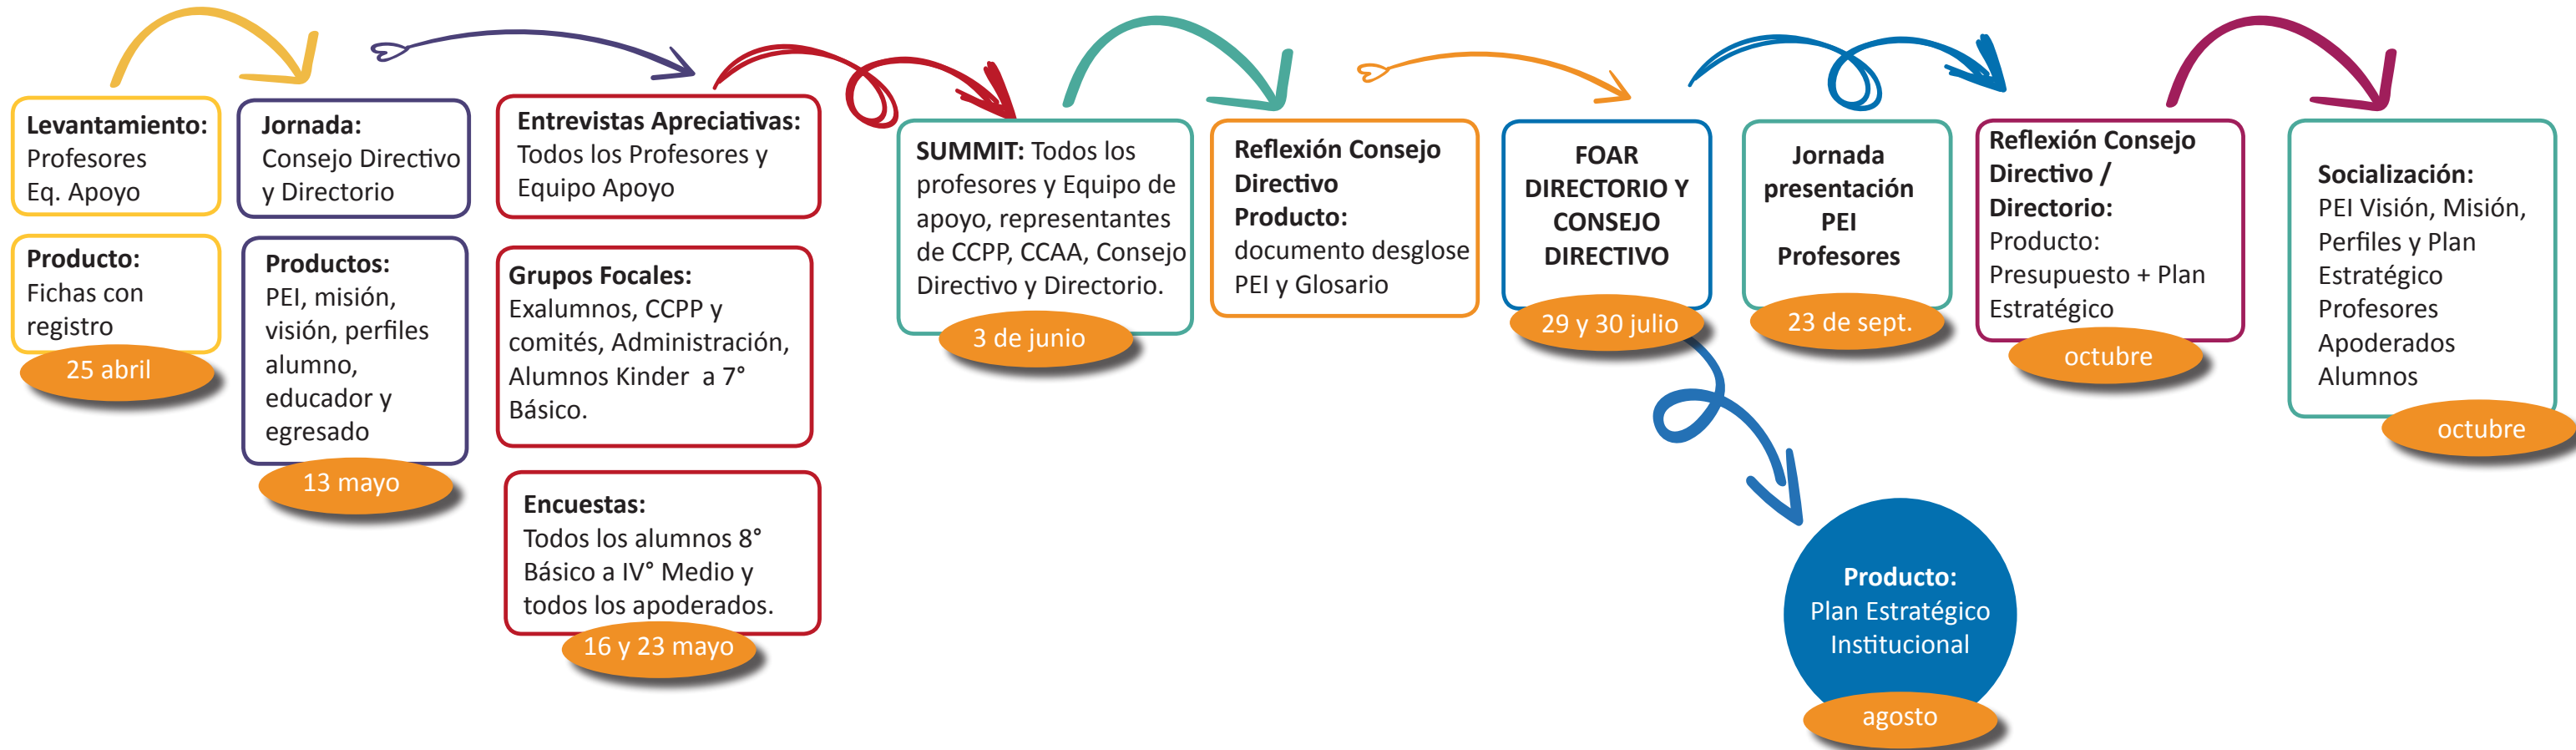 Levantamiento:
Profesores
Eq. Apoyo
Producto:
Fichas con
registro
25 abril
Jornada:
Consejo Directivo
y Directorio
Productos:
PEI, misión,
visión, perfiles
alumno,
educador y
egresado
13 mayo
Entrevistas Apreciativas:
Todos los Profesores y
Equipo Apoyo
Grupos Focales:
Exalumnos, CCPP y
comités, Administración,
Alumnos Kinder a 7°
Básico.
Encuestas:
Todos los alumnos 8°
Básico a IV° Medio y
todos los apoderados.
16 y 23 mayo
SUMMIT: Todos los
profesores y Equipo de
apoyo, representantes
de CCPP, CCAA, Consejo
Directivo y Directorio.
3 de junio
Reflexión Consejo
Directivo
Producto:
documento desglose
PEI y Glosario
FOAR
DIRECTORIO Y
CONSEJO
DIRECTIVO
29 y 30 julio
Producto:
Plan Estratégico
Institucional
agosto
Jornada
presentación
PEI
Profesores
23 de sept.
Reflexión Consejo
Directivo /
Directorio:
Producto:
Presupuesto + Plan
Estratégico
octubre
Socialización:
PEI Visión, Misión,
Perfiles y Plan
Estratégico
Profesores
Apoderados
Alumnos
octubre